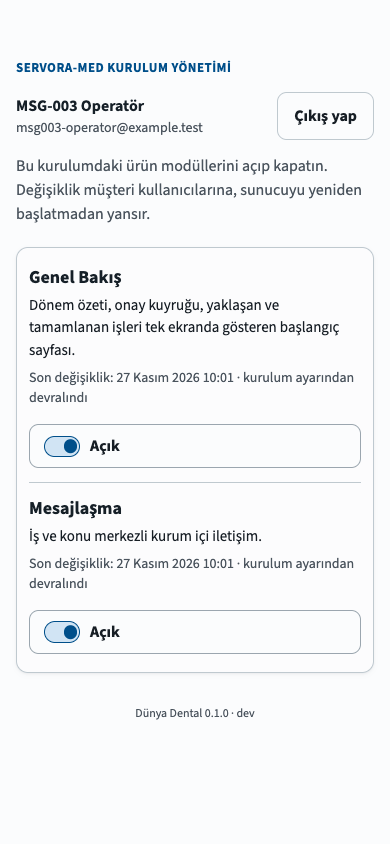 SERVORA-MED KURULUM YÖNETİMİ
MSG-003 Operatör
msg003-operator@example.test
Çıkış yap
Bu kurulumdaki ürün modüllerini açıp kapatın.
Değişiklik müşteri kullanıcılarına, sunucuyu yeniden
başlatmadan yansır.
Genel Bakış
Dönem özeti, onay kuyruğu, yaklaşan ve
tamamlanan işleri tek ekranda gösteren başlangıç
sayfası.
Son değişiklik: 27 Kasım 2026 10:01 · kurulum ayarından
devralındı
Açık
Mesajlaşma
İş ve konu merkezli kurum içi iletişim.
Son değişiklik: 27 Kasım 2026 10:01 · kurulum ayarından
devralındı
Açık
Dünya Dental 0.1.0 · dev